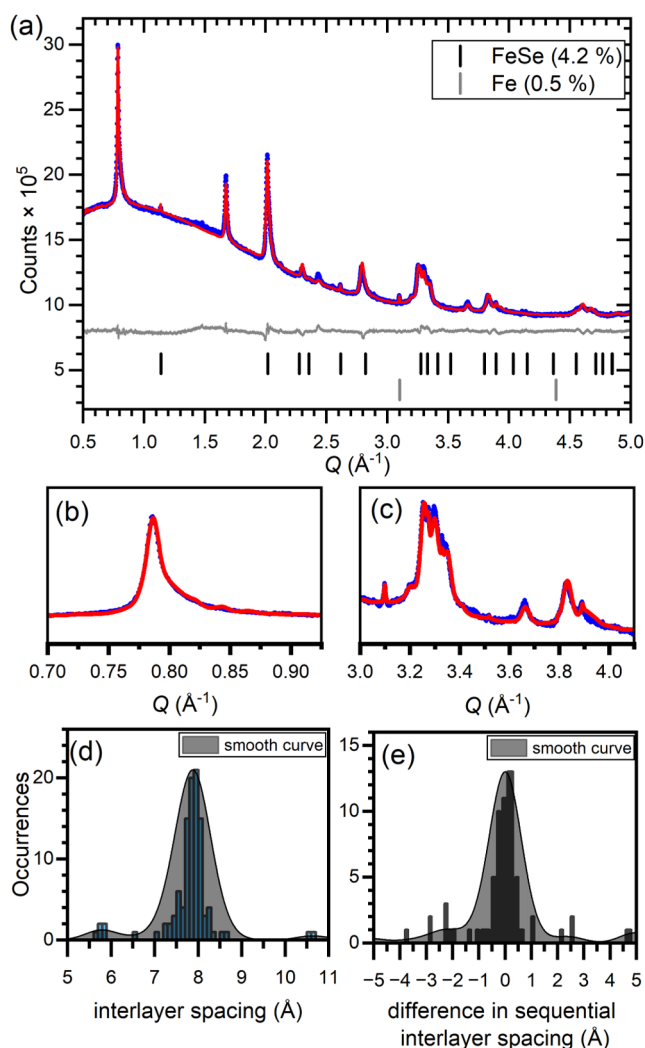 (a)
30
25
20
15
10
5
Counts × 10⁵
FeSe (4.2 %)
Fe (0.5 %)
0.5 1.0 1.5 2.0 2.5 3.0 3.5 4.0 4.5 5.0
Q (Å⁻¹)
(b)
0.70 0.75 0.80 0.85 0.90
Q (Å⁻¹)
(c)
3.0 3.2 3.4 3.6 3.8 4.0
Q (Å⁻¹)
(d)
smooth curve
20
10
0
Occurrences
5 6 7 8 9 10 11
interlayer spacing (Å)
(e)
smooth curve
15
10
5
0
−5 −4 −3 −2 −1 0 1 2 3 4 5
difference in sequential
interlayer spacing (Å)